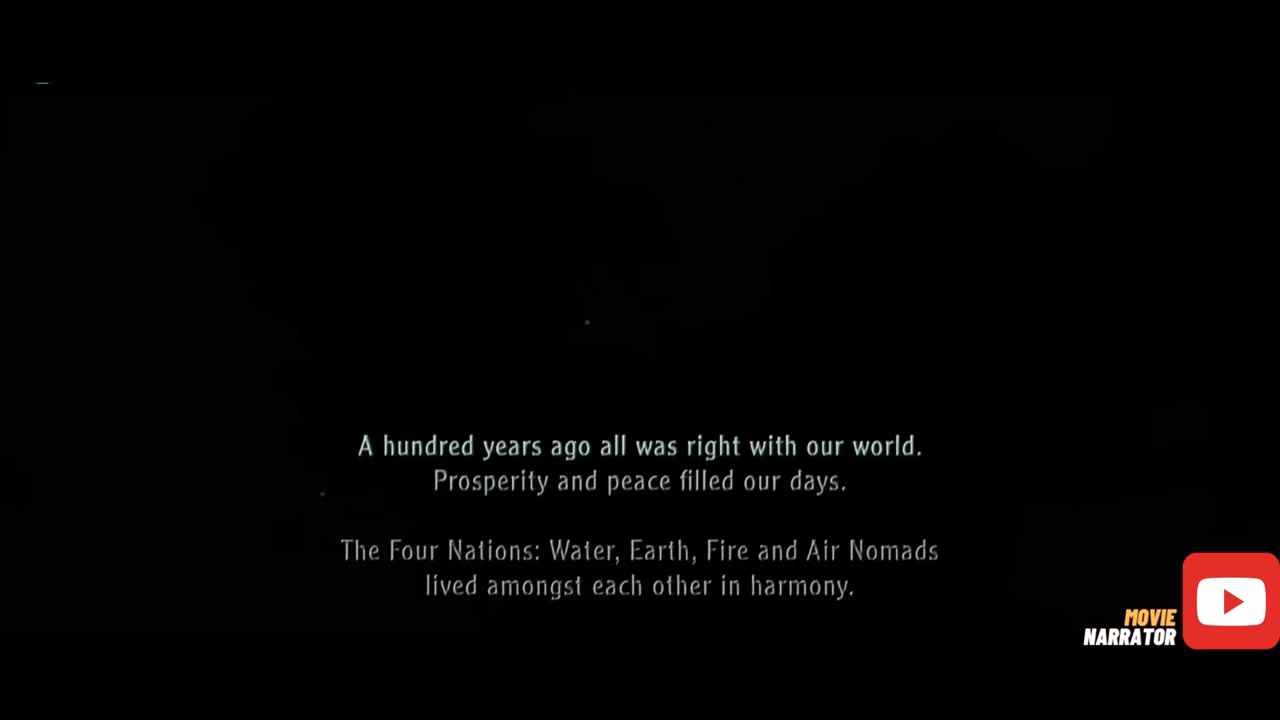 A hundred years ago all was right with our world.
Prosperity and peace filled our days.
The Four Nations: Water, Earth, Fire and Air Nomads
lived amongst each other in harmony.
MOVIE
NARRATOR